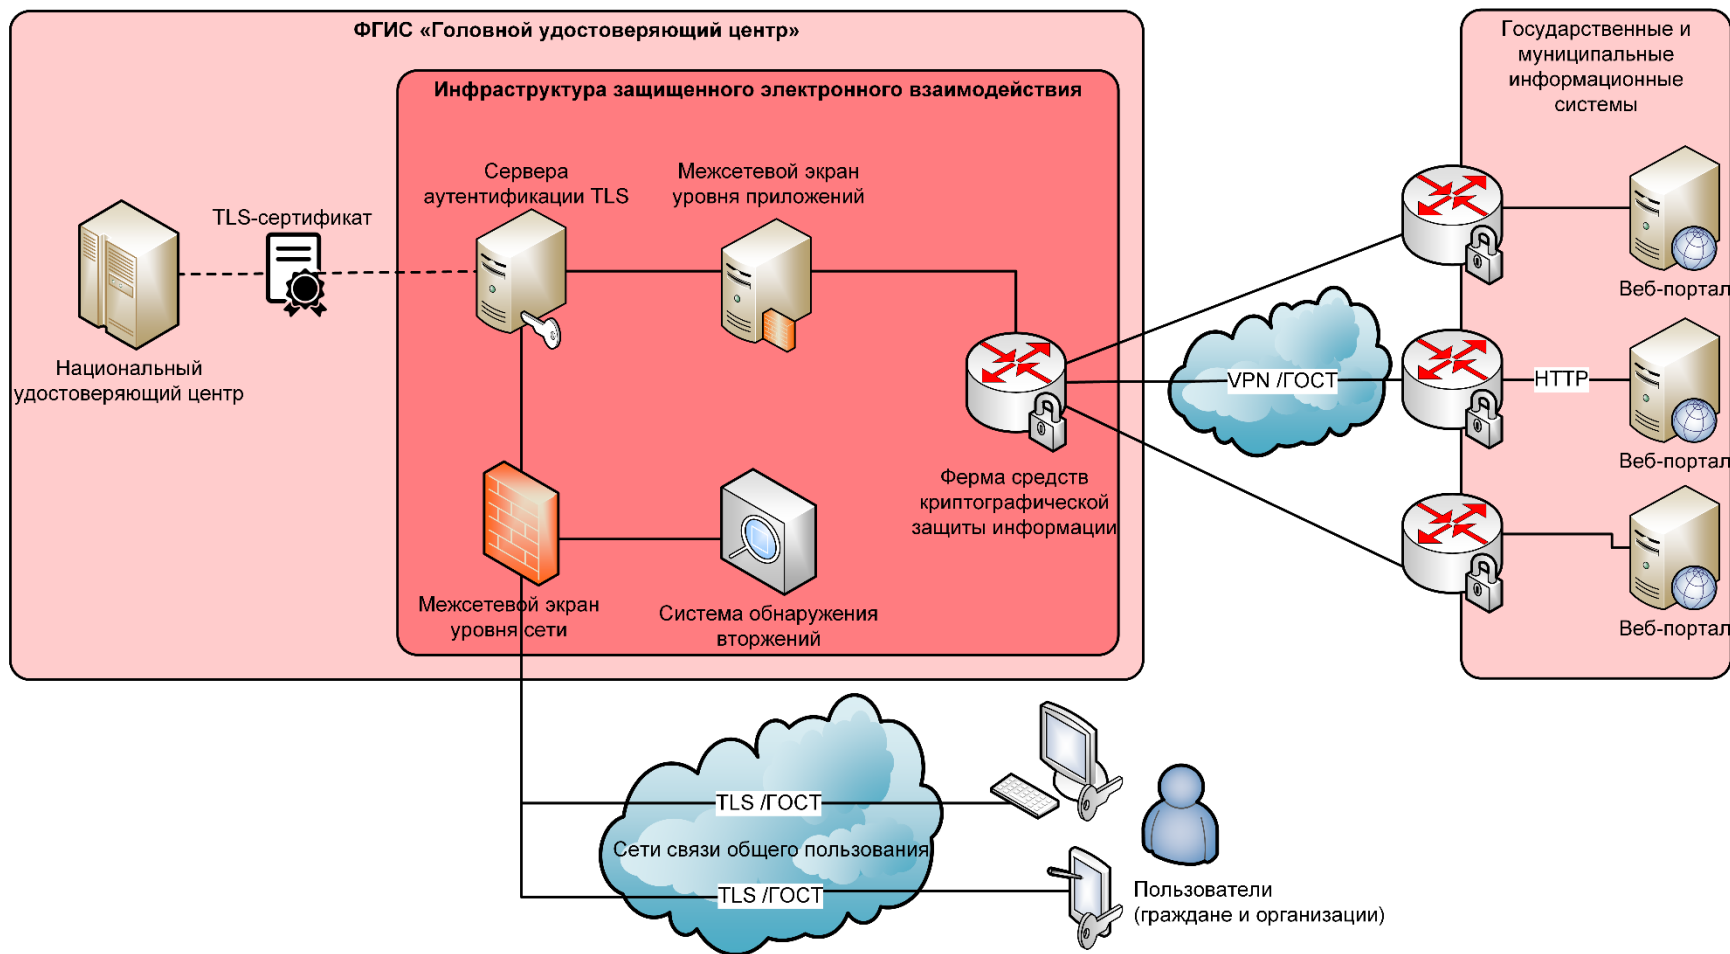 ФГИС «Головной удостоверяющий центр»
Инфраструктура защищенного электронного взаимодействия
Государственные и
муниципальные
информационные
системы
Сервера
аутентификации TLS
Межсетевой экран
уровня приложений
TLS-сертификат
Национальный
удостоверяющий центр
Веб-портал
VPN /ГОСТ
HTTP
Веб-портал
Ферма средств
криптографической
защиты информации
Межсетевой экран
уровня сети
Система обнаружения
вторжений
Веб-портал
TLS /ГОСТ
Сети связи общего пользования
TLS /ГОСТ
Пользователи
(граждане и организации)